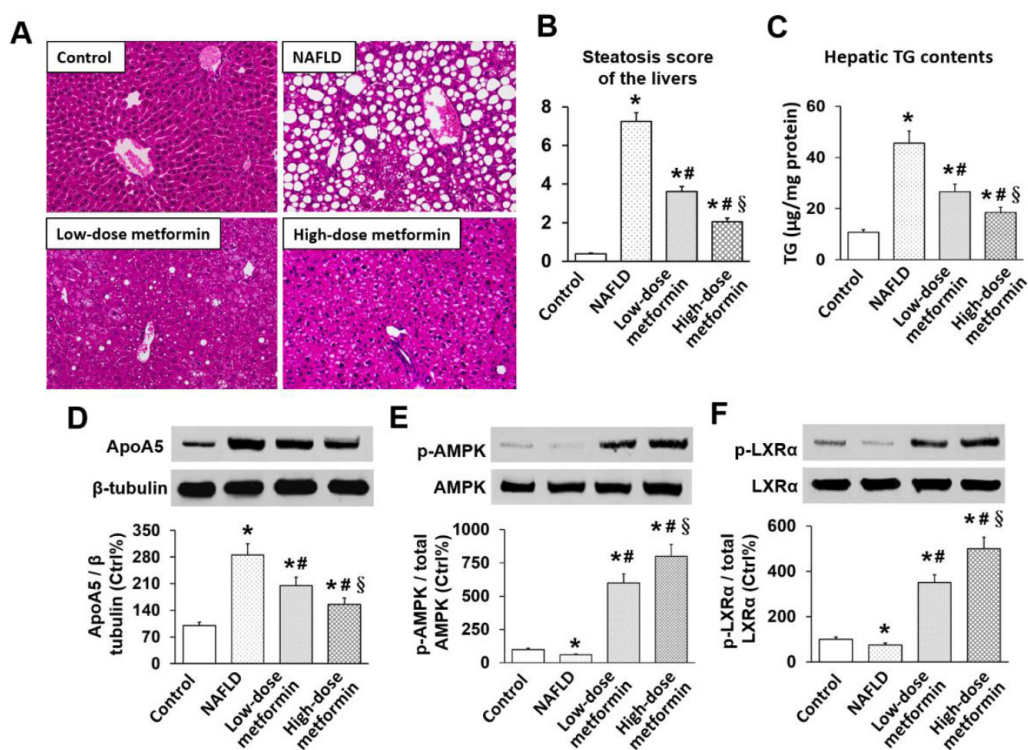 A
Control
NAFLD
Low-dose metformin
High-dose metformin
B
Steatosis score
of the livers
8
6
4
2
0
*
*#
*# §
Control
NAFLD
Low-dose
metformin
High-dose
metformin
C
Hepatic TG contents
TG (µg/mg protein)
60
40
20
0
*
*#
*# §
Control
NAFLD
Low-dose
metformin
High-dose
metformin
D
ApoA5
β-tubulin
ApoA5 / β
tubulin (Ctrl%)
350
280
210
140
70
0
*
*#
*# §
Control
NAFLD
Low-dose
metformin
High-dose
metformin
E
p-AMPK
AMPK
p-AMPK / total
AMPK (Ctrl%)
1000
750
500
250
0
*
*#
*# §
Control
NAFLD
Low-dose
metformin
High-dose
metformin
F
p-LXRα
LXRα
p-LXRα / total
LXRα (Ctrl%)
600
400
200
0
*
*#
*# §
Control
NAFLD
Low-dose
metformin
High-dose
metformin